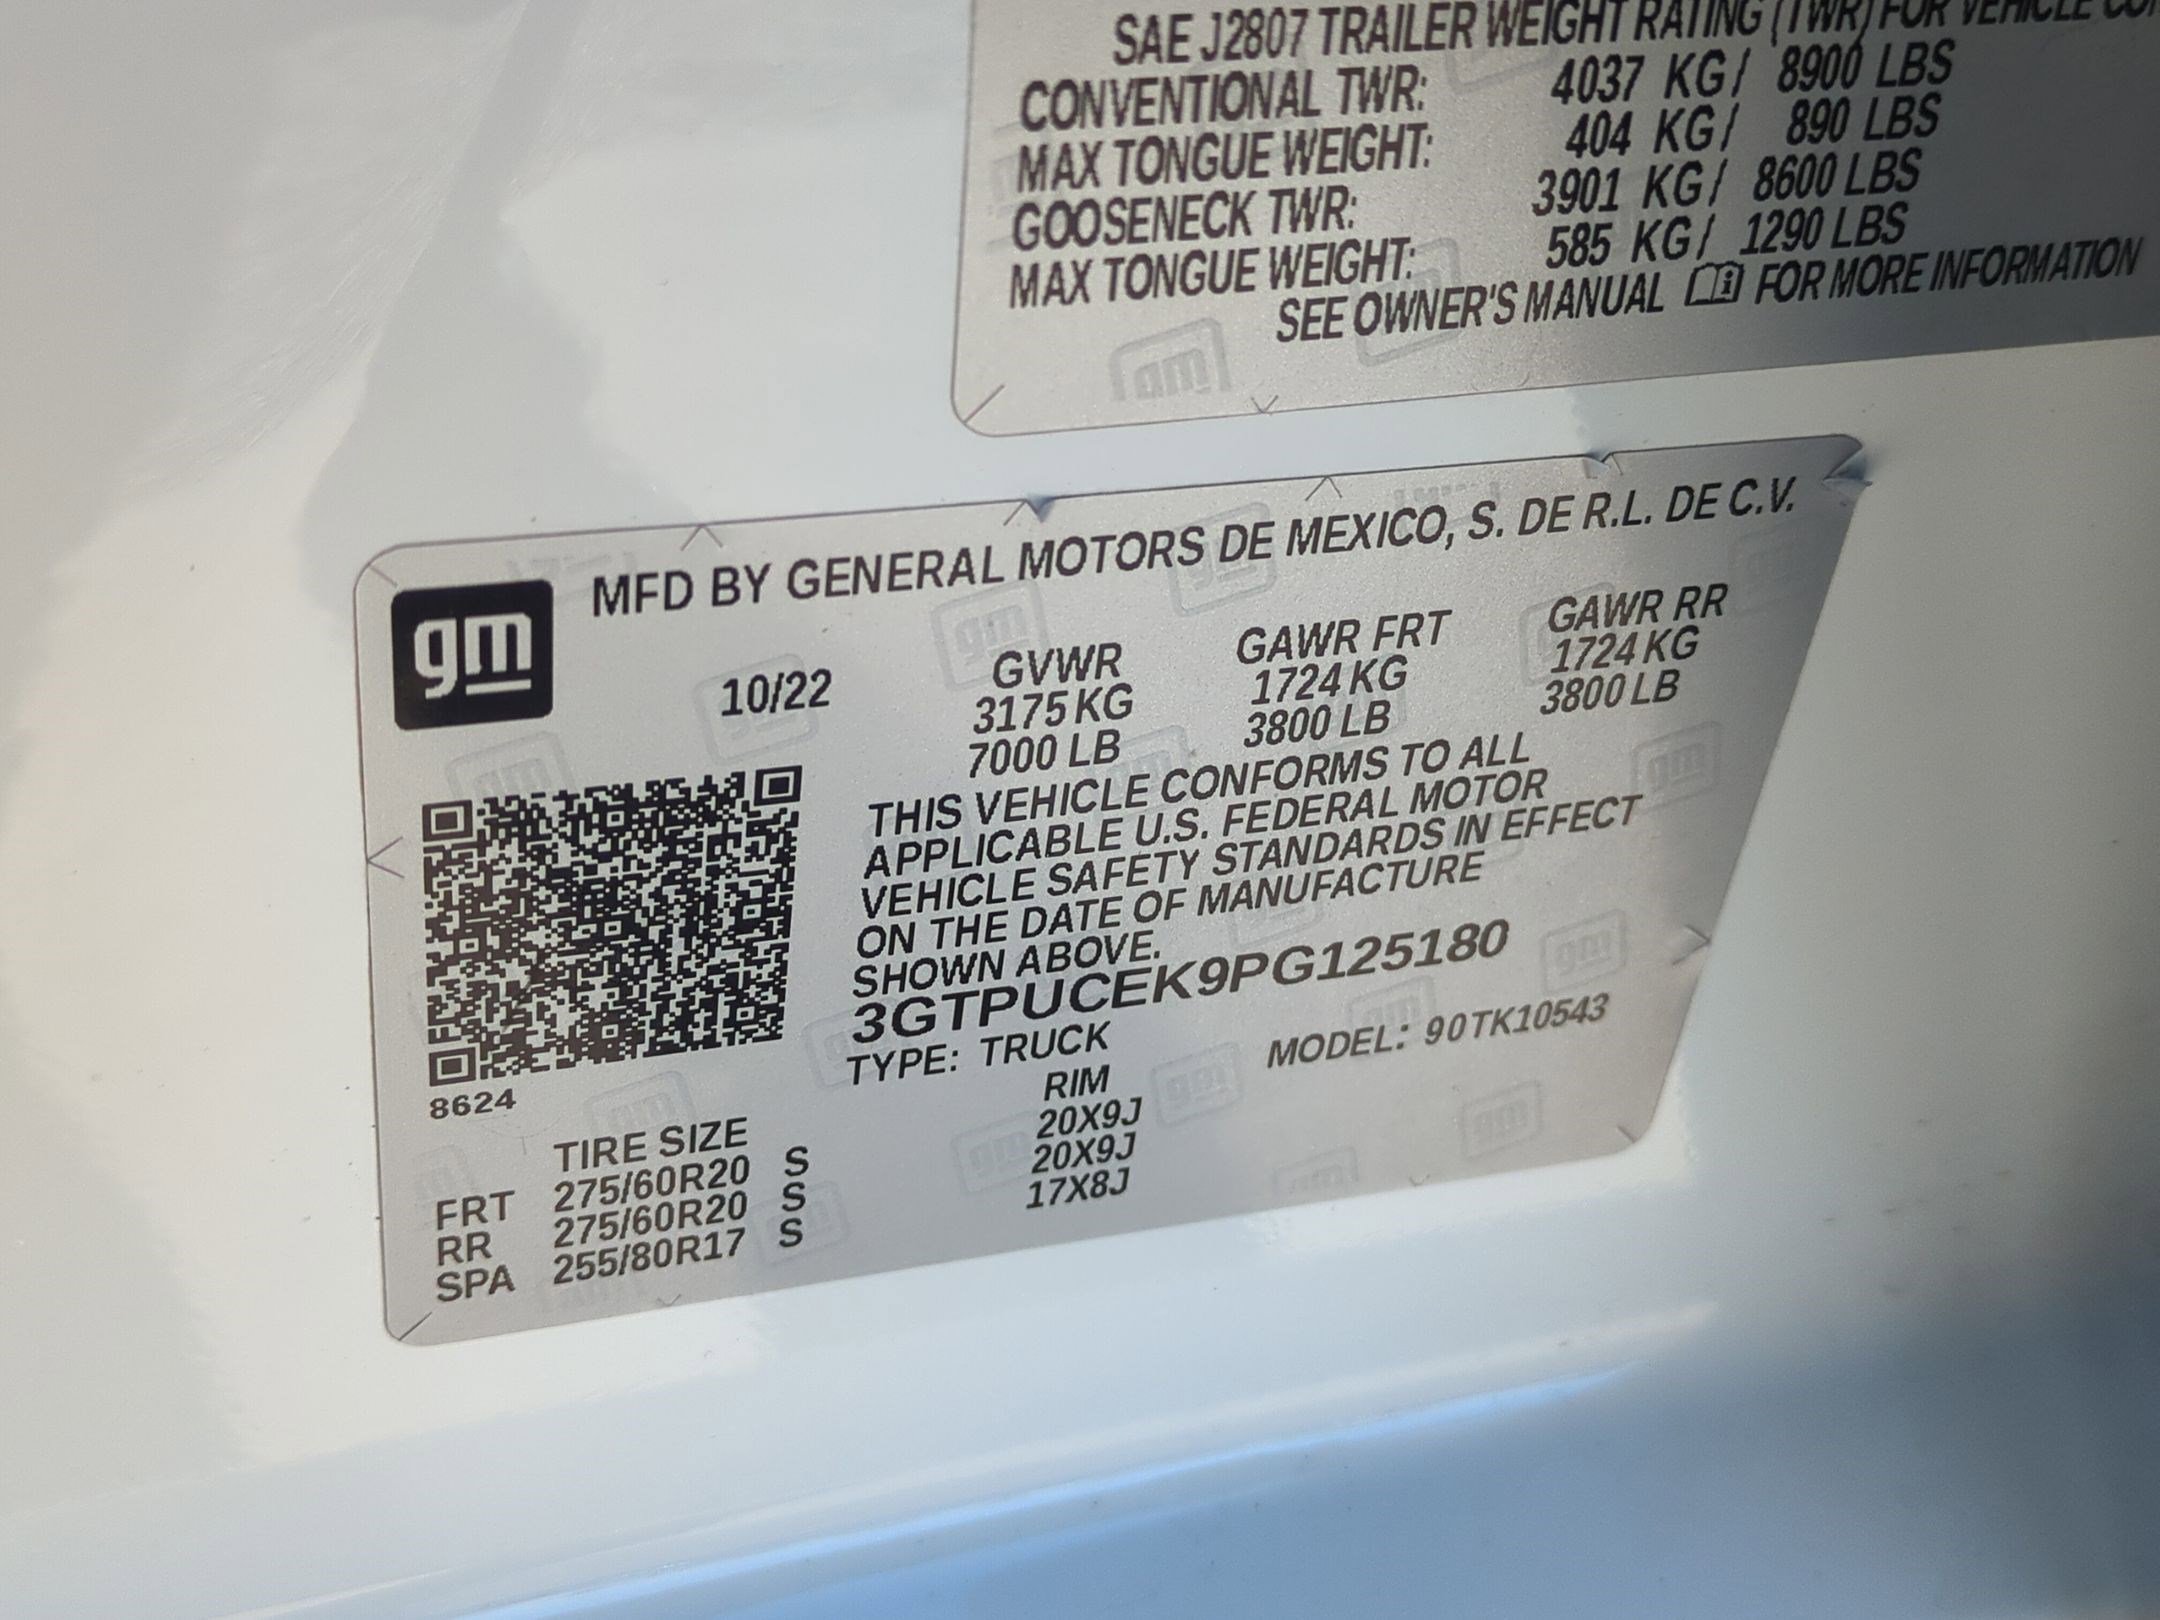 SAE J2807 TRAILER WEIGHT RATING (TWR) FOR VEHICLE
CONVENTIONAL TWR: 4037 KG/ 8900 LBS
MAX TONGUE WEIGHT: 404 KG/ 890 LBS
GOOSENECK TWR: 3901 KG/ 8600 LBS
MAX TONGUE WEIGHT: 585 KG/ 1290 LBS
SEE OWNER'S MANUAL FOR MORE INFORMATION
gm
MFD BY GENERAL MOTORS DE MEXICO, S. DE R.L. DE C.V.
10/22 GVWR GAWR FRT GAWR RR
3175 KG 1724 KG 1724 KG
7000 LB 3800 LB 3800 LB
THIS VEHICLE CONFORMS TO ALL
APPLICABLE U.S. FEDERAL MOTOR
VEHICLE SAFETY STANDARDS IN EFFECT
ON THE DATE OF MANUFACTURE
SHOWN ABOVE.
3GTPUCEK9PG125180
TYPE: TRUCK MODEL: 90TK10543
8624
TIRE SIZE RIM
FRT 275/60R20 S 20X9J
RR 275/60R20 S 20X9J
SPA 255/80R17 S 17X8J